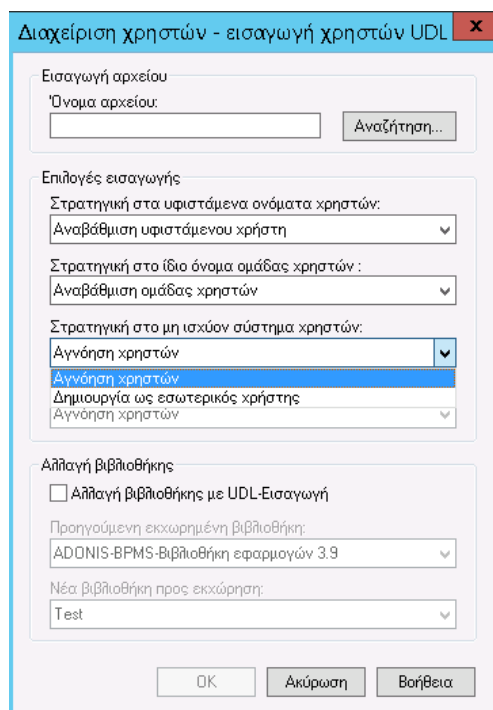 Διαχείριση χρηστών - εισαγωγή χρηστών UDL
x
Εισαγωγή αρχείου
Όνομα αρχείου:
Αναζήτηση...
Επιλογές εισαγωγής
Στρατηγική στα υφιστάμενα ονόματα χρηστών:
Αναβάθμιση υφιστάμενου χρήστη
Στρατηγική στο ίδιο όνομα ομάδας χρηστών :
Αναβάθμιση ομάδας χρηστών
Στρατηγική στο μη ισχύον σύστημα χρηστών:
Αγνόηση χρηστών
Αγνόηση χρηστών
Δημιουργία ως εσωτερικός χρήστης
Αγνόηση χρηστών
Αλλαγή βιβλιοθήκης
Αλλαγή βιβλιοθήκης με UDL-Εισαγωγή
Προηγούμενη εκχωρημένη βιβλιοθήκη:
ADONIS-BPMS-Βιβλιοθήκη εφαρμογών 3.9
Νέα βιβλιοθήκη προς εκχώρηση:
Test
OK Ακύρωση Βοήθεια